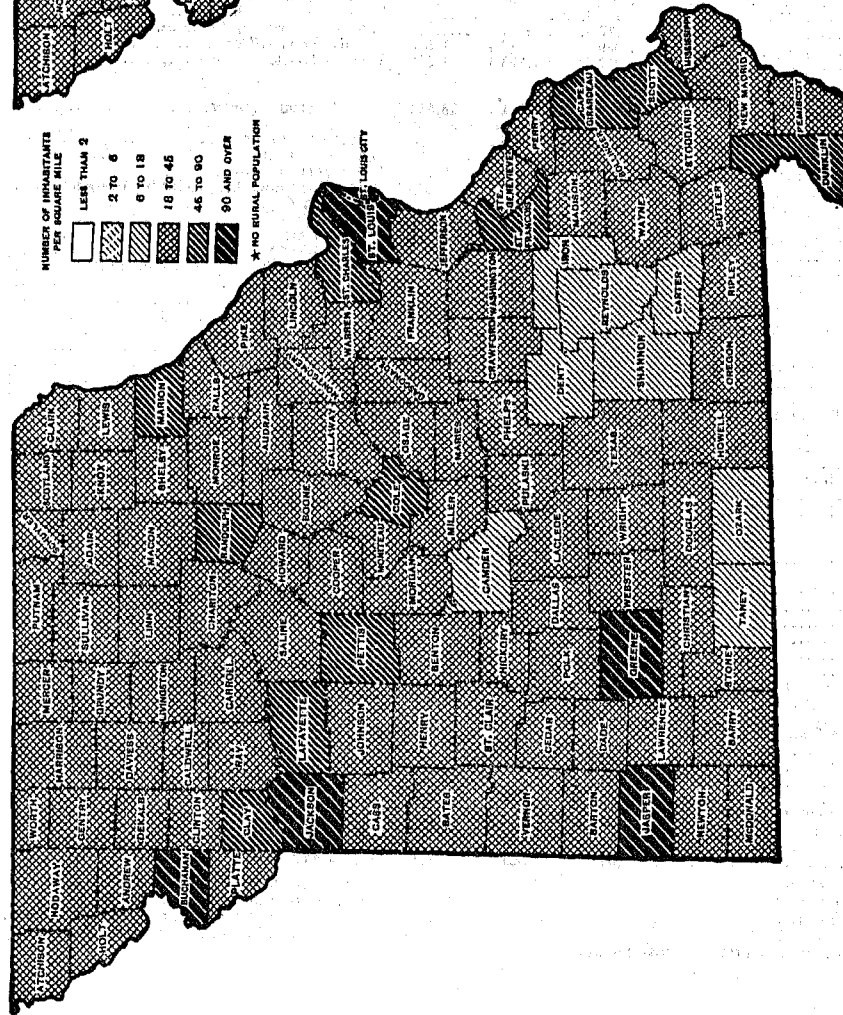 NUMBER OF INHABITANTS
PER SQUARE MILE
LESS THAN 2
2 TO 6
6 TO 18
18 TO 45
45 TO 90
90 AND OVER
★ NO RURAL POPULATION
ATCHISON
HOLT
ATCHISON
NODAWAY
WORTH
HARRISON
MERCER
PUTNAM
SCOTLAND
CLARK
HOLT
ANDREW
GENTRY
DE KALB
DAVIESS
GRUNDY
SULLIVAN
ADAIR
KNOX
LEWIS
BUCHANAN
CLINTON
CALDWELL
LIVINGSTON
LINN
MACON
SHELBY
MARION
PLATTE
CLAY
RAY
CARROLL
CHARITON
RANDOLPH
MONROE
RALLS
PIKE
JACKSON
LAFAYETTE
SALINE
HOWARD
BOONE
AUDRAIN
CALLAWAY
LINCOLN
WARREN
ST. CHARLES
ST. LOUIS
ST. LOUIS CITY
CASS
JOHNSON
PETTIS
COOPER
MONITEAU
COLE
OSAGE
FRANKLIN
JEFFERSON
BATES
HENRY
BENTON
MORGAN
MILLER
MARIES
CRAWFORD
WASHINGTON
STE. GENEVIEVE
ST. FRANCOIS
PERRY
VERNON
ST. CLAIR
HICKORY
CAMDEN
PULASKI
PHELPS
DENT
IRON
MADISON
CAPE GIRARDEAU
BARTON
CEDAR
POLK
DALLAS
LACLEDE
TEXAS
SHANNON
REYNOLDS
WAYNE
SCOTT
MISSISSIPPI
JASPER
DADE
GREENE
WEBSTER
WRIGHT
CARTER
BUTLER
STODDARD
NEW MADRID
NEWTON
LAWRENCE
CHRISTIAN
DOUGLAS
HOWELL
OREGON
RIPLEY
DUNKLIN
PEMISCOT
McDONALD
BARRY
STONE
TANEY
OZARK